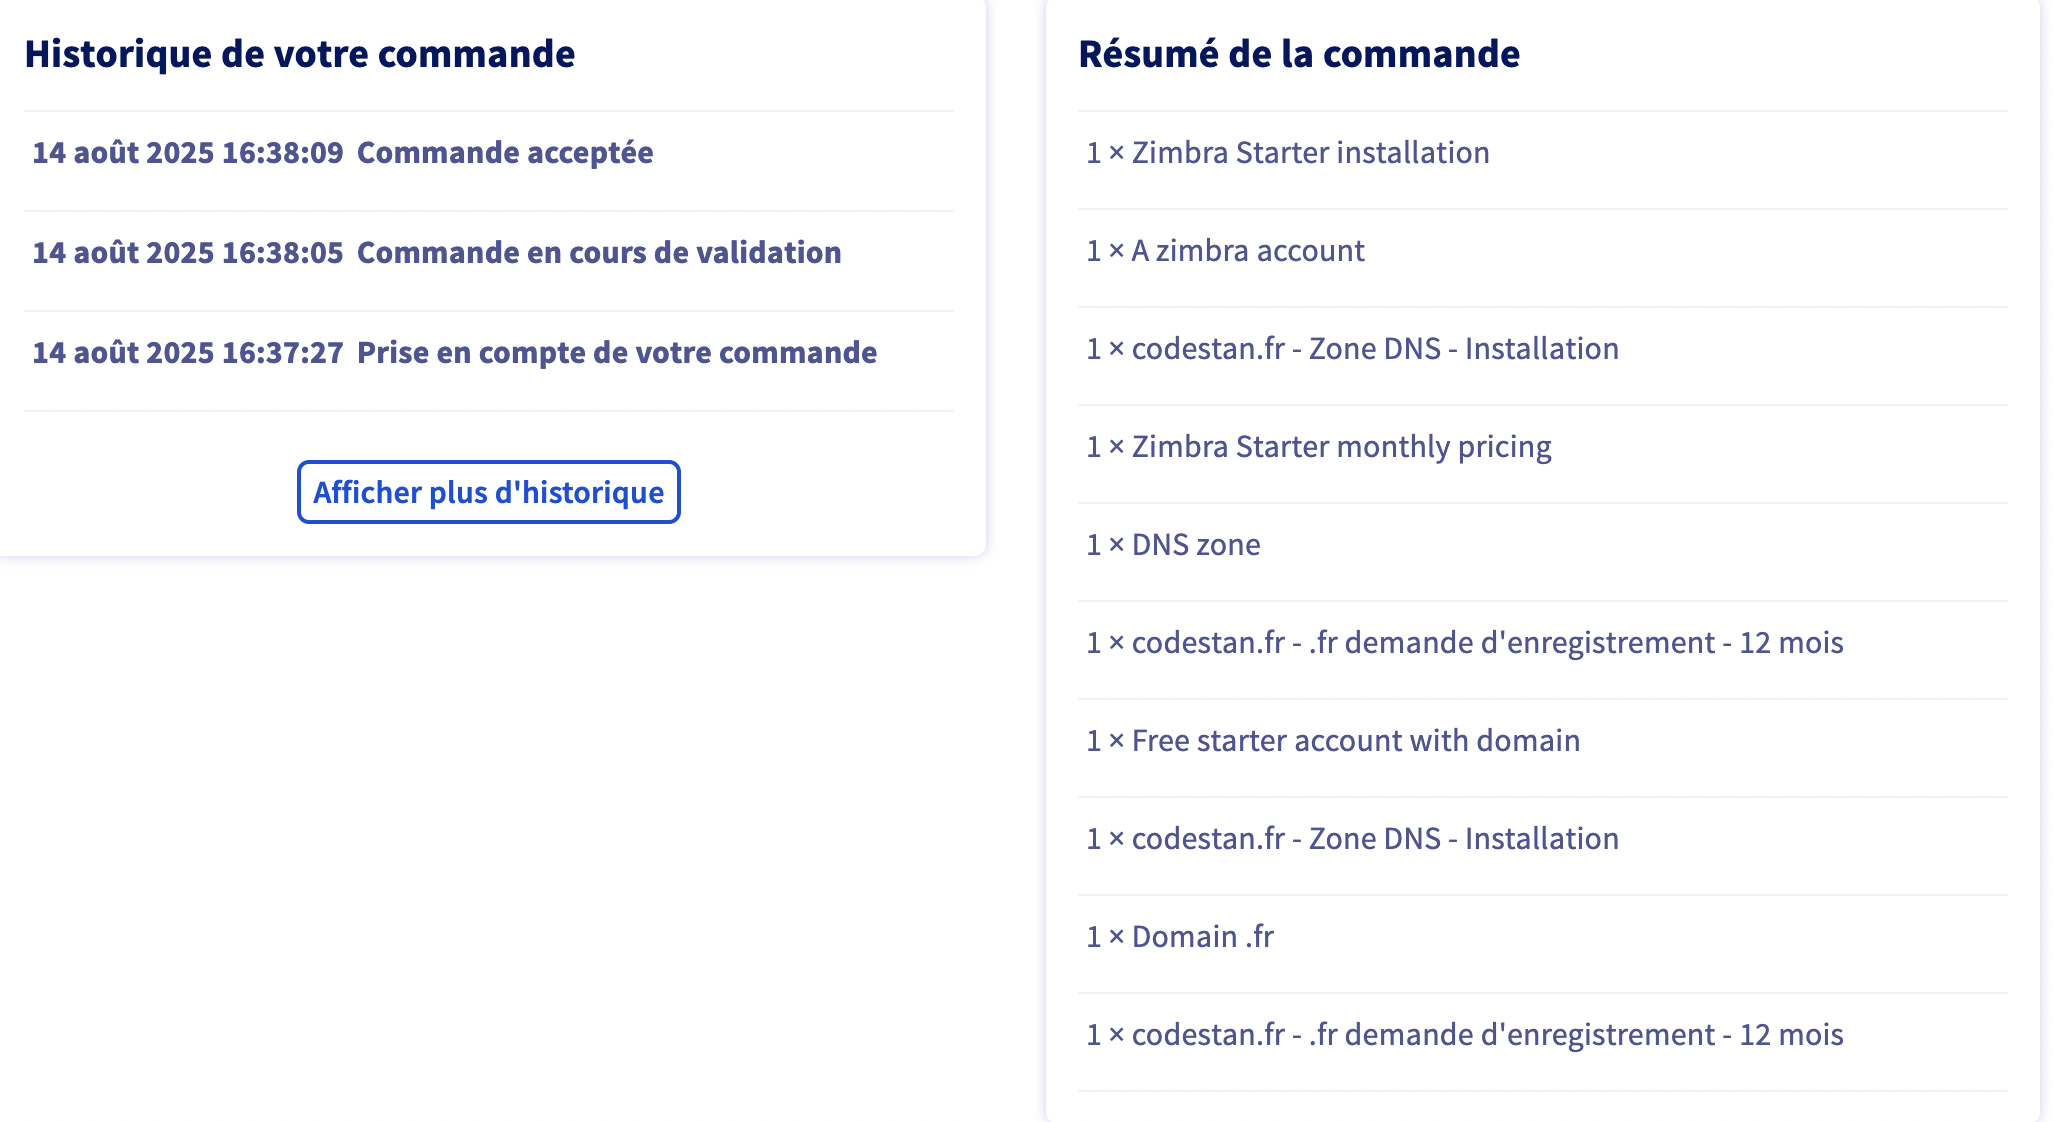 Historique de votre commande
14 août 2025 16:38:09 Commande acceptée
14 août 2025 16:38:05 Commande en cours de validation
14 août 2025 16:37:27 Prise en compte de votre commande
Afficher plus d'historique
Résumé de la commande
1 × Zimbra Starter installation
1 × A zimbra account
1 × codestan.fr - Zone DNS - Installation
1 × Zimbra Starter monthly pricing
1 × DNS zone
1 × codestan.fr - .fr demande d'enregistrement - 12 mois
1 × Free starter account with domain
1 × codestan.fr - Zone DNS - Installation
1 × Domain .fr
1 × codestan.fr - .fr demande d'enregistrement - 12 mois